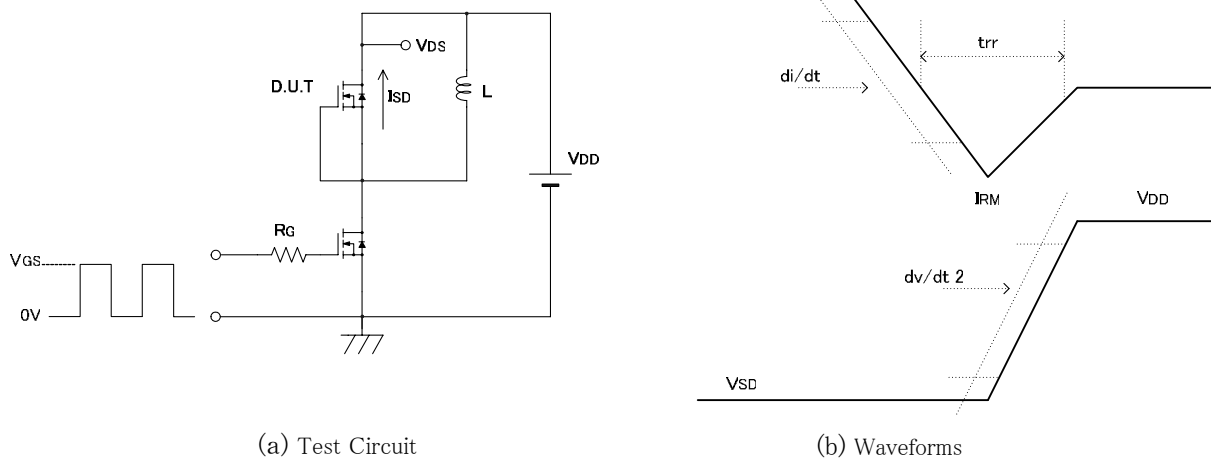 VDS
D.U.T
ISD
L
VDD
RG
VGS
0V
(a) Test Circuit
trr
di/dt
IRM
VDD
dv/dt 2
VSD
(b) Waveforms